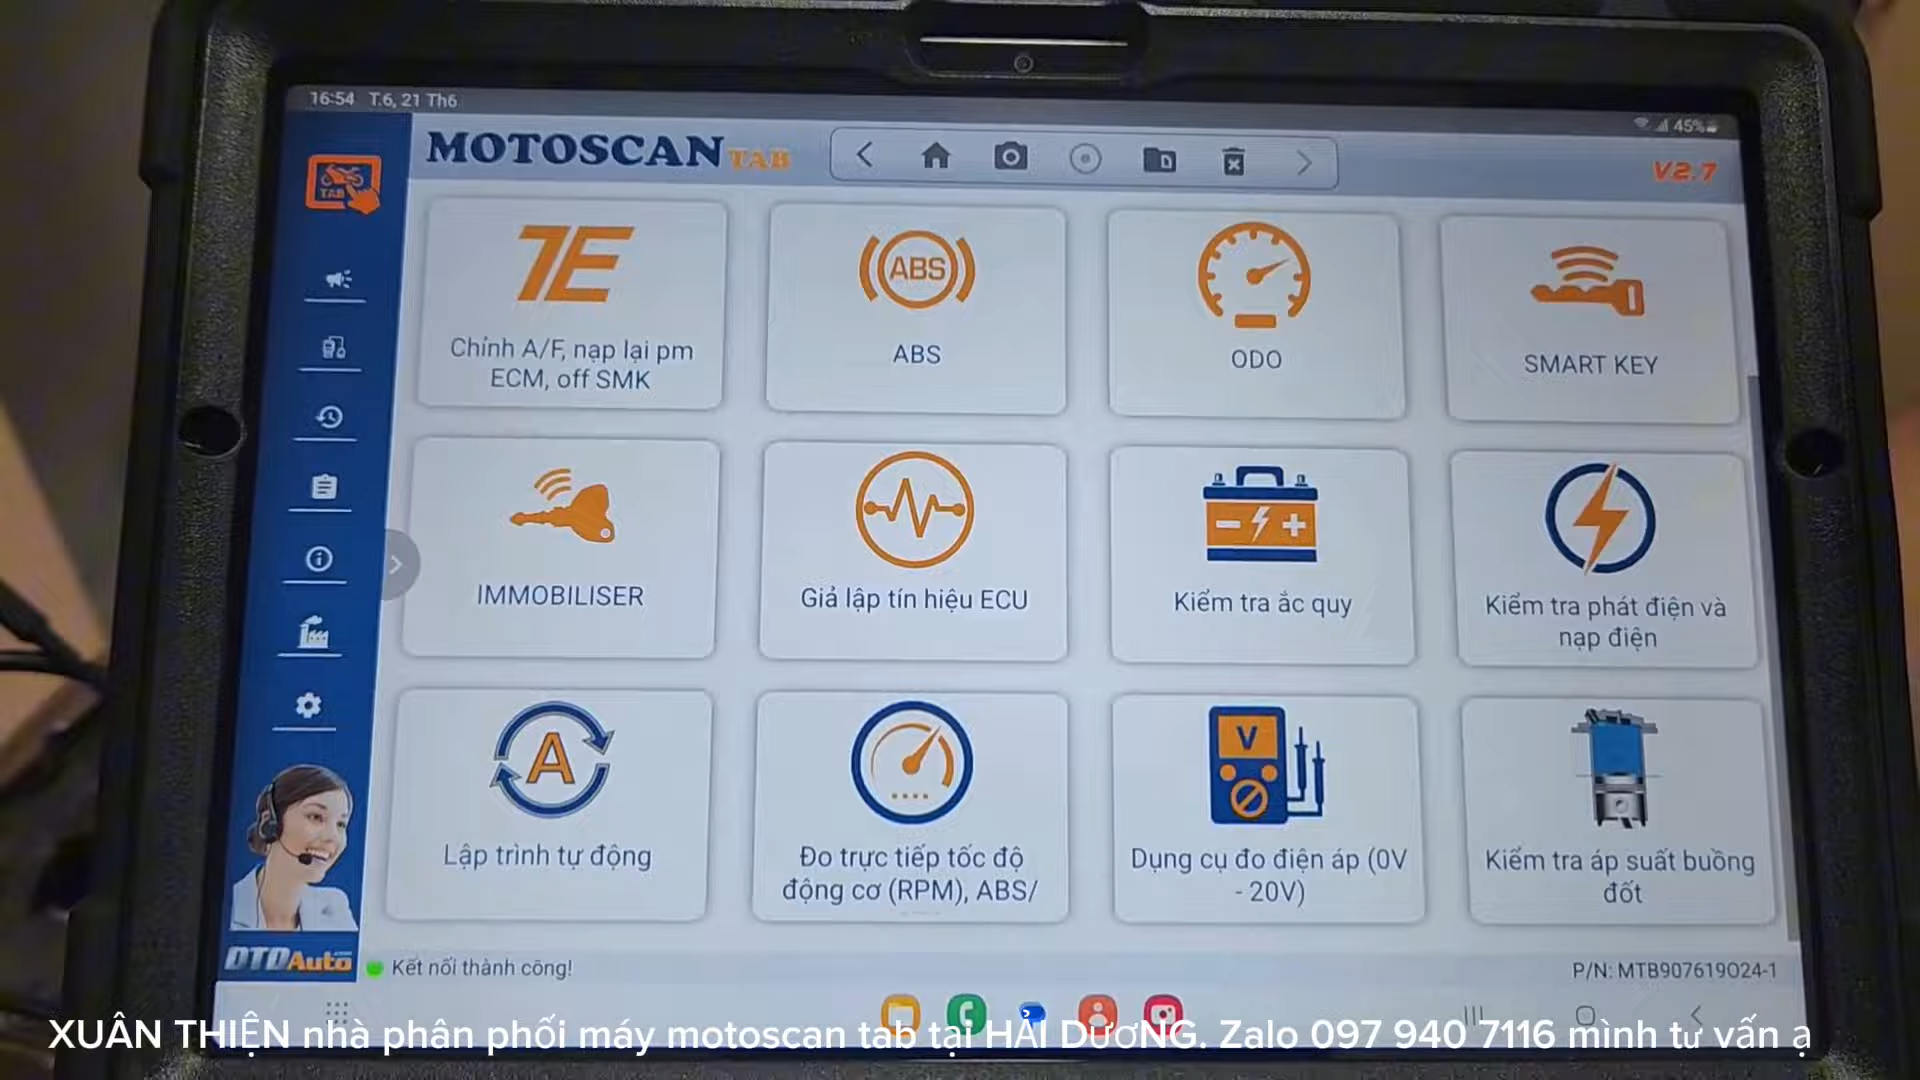 16:54 T.6, 21 Th6
45%
MOTOSCAN TAB
V2.7
TAB
TE
Chỉnh A/F, nạp lại pm
ECM, off SMK
ABS
ABS
ODO
SMART KEY
IMMOBILISER
Giả lập tín hiệu ECU
Kiểm tra ắc quy
Kiểm tra phát điện và
nạp điện
A
Lập trình tự động
Đo trực tiếp tốc độ
động cơ (RPM), ABS/
V
Dụng cụ đo điện áp (0V
- 20V)
Kiểm tra áp suất buồng
đốt
DTDAuto
Kết nối thành công!
P/N: MTB907619024-1
XUÂN THIỆN nhà phân phối máy motoscan tab tại HẢI DươNG. Zalo 097 940 7116 mình tư vấn ạ